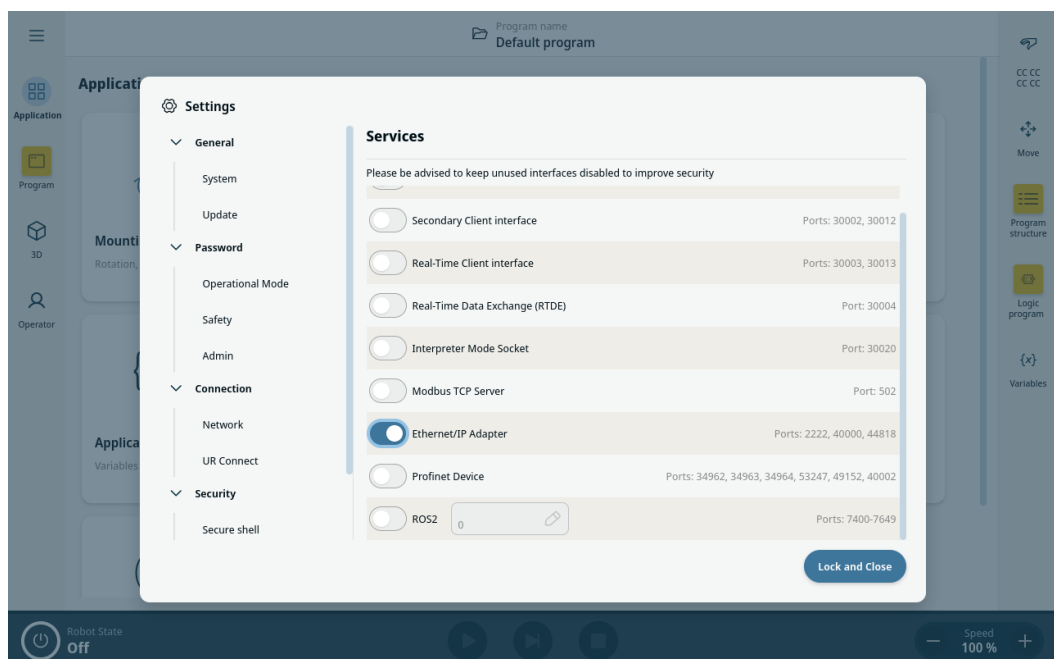 Program name
Default program
Application
Program
3D
Operator
Applicati
Mounti
Rotation,
Applica
Variables
Settings
General
System
Update
Password
Operational Mode
Safety
Admin
Connection
Network
UR Connect
Security
Secure shell
Services
Please be advised to keep unused interfaces disabled to improve security
Secondary Client interface Ports: 30002, 30012
Real-Time Client interface Ports: 30003, 30013
Real-Time Data Exchange (RTDE) Port: 30004
Interpreter Mode Socket Port: 30020
Modbus TCP Server Port: 502
Ethernet/IP Adapter Ports: 2222, 40000, 44818
Profinet Device Ports: 34962, 34963, 34964, 53247, 49152, 40002
ROS2 0 Ports: 7400-7649
Lock and Close
CC CC
CC CC
Move
Program
structure
Logic
program
{x}
Variables
Robot State
Off
Speed
100 %